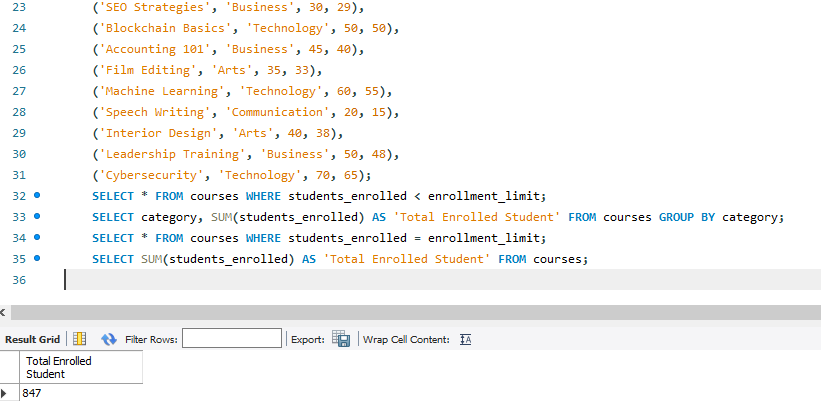 23 ('SEO Strategies', 'Business', 30, 29),
24 ('Blockchain Basics', 'Technology', 50, 50),
25 ('Accounting 101', 'Business', 45, 40),
26 ('Film Editing', 'Arts', 35, 33),
27 ('Machine Learning', 'Technology', 60, 55),
28 ('Speech Writing', 'Communication', 20, 15),
29 ('Interior Design', 'Arts', 40, 38),
30 ('Leadership Training', 'Business', 50, 48),
31 ('Cybersecurity', 'Technology', 70, 65);
32 SELECT * FROM courses WHERE students_enrolled < enrollment_limit;
33 SELECT category, SUM(students_enrolled) AS 'Total Enrolled Student' FROM courses GROUP BY category;
34 SELECT * FROM courses WHERE students_enrolled = enrollment_limit;
35 SELECT SUM(students_enrolled) AS 'Total Enrolled Student' FROM courses;
36
Result Grid Filter Rows: Export: Wrap Cell Content:
Total Enrolled
Student
847